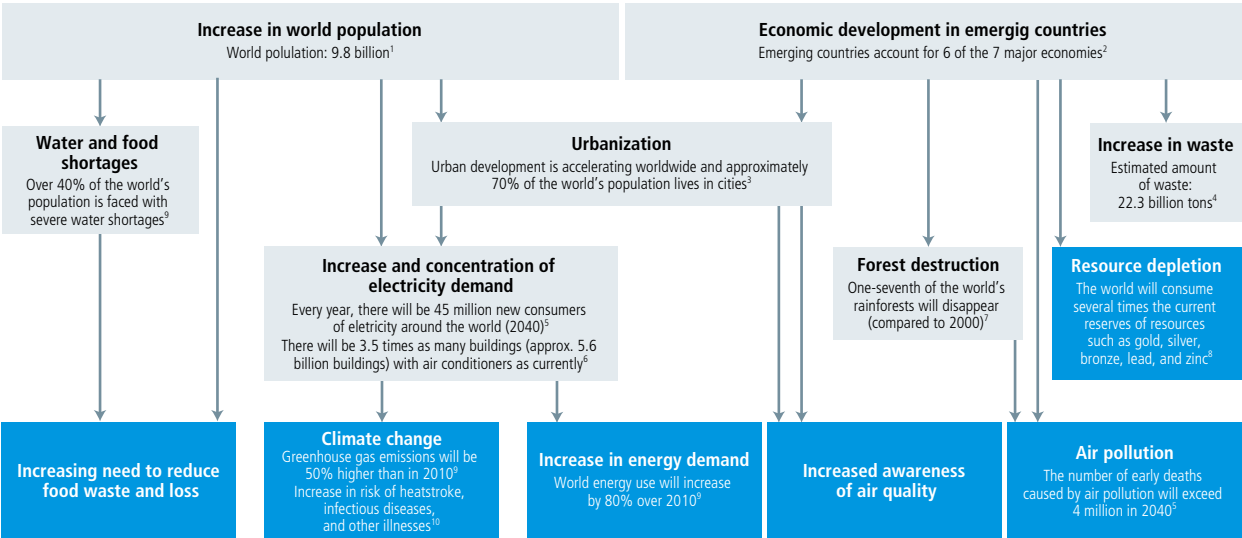 Increase in world population
World polulation: 9.8 billion¹
Economic development in emergig countries
Emerging countries account for 6 of the 7 major economies²
Water and food
shortages
Over 40% of the world's
population is faced with
severe water shortages⁹
Urbanization
Urban development is accelerating worldwide and approximately
70% of the world's population lives in cities³
Increase in waste
Estimated amount
of waste:
22.3 billion tons⁴
Increase and concentration of
electricity demand
Every year, there will be 45 million new consumers
of eletricity around the world (2040)⁵
There will be 3.5 times as many buildings (approx. 5.6
billion buildings) with air conditioners as currently⁶
Forest destruction
One-seventh of the world's
rainforests will disappear
(compared to 2000)⁷
Resource depletion
The world will consume
several times the current
reserves of resources
such as gold, silver,
bronze, lead, and zinc⁸
Increasing need to reduce
food waste and loss
Climate change
Greenhouse gas emissions will be
50% higher than in 2010⁹
Increase in risk of heatstroke,
infectious diseases,
and other illnesses¹⁰
Increase in energy demand
World energy use will increase
by 80% over 2010⁹
Increased awareness
of air quality
Air pollution
The number of early deaths
caused by air pollution will exceed
4 million in 2040⁵